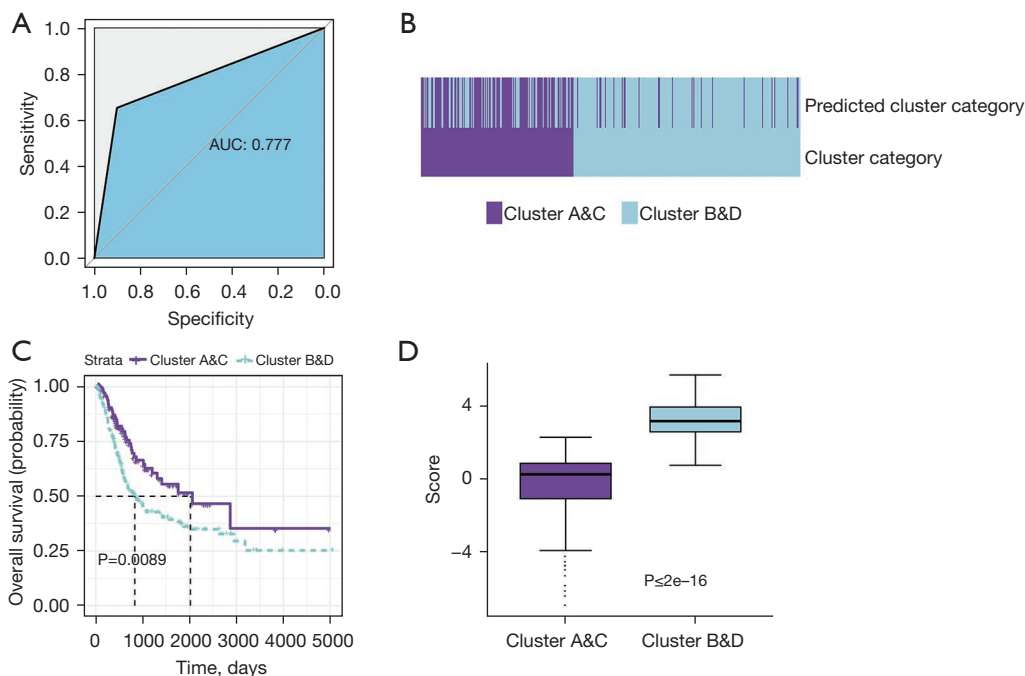 A
1.0
0.8
0.6
0.4
0.2
0.0
Sensitivity
AUC: 0.777
1.0 0.8 0.6 0.4 0.2 0.0
Specificity
B
Predicted cluster category
Cluster category
Cluster A&C Cluster B&D
C
Strata Cluster A&C Cluster B&D
1.00
0.75
0.50
0.25
0.00
Overall survival (probability)
P=0.0089
0 1000 2000 3000 4000 5000
Time, days
D
4
0
−4
Score
P≤2e−16
Cluster A&C Cluster B&D